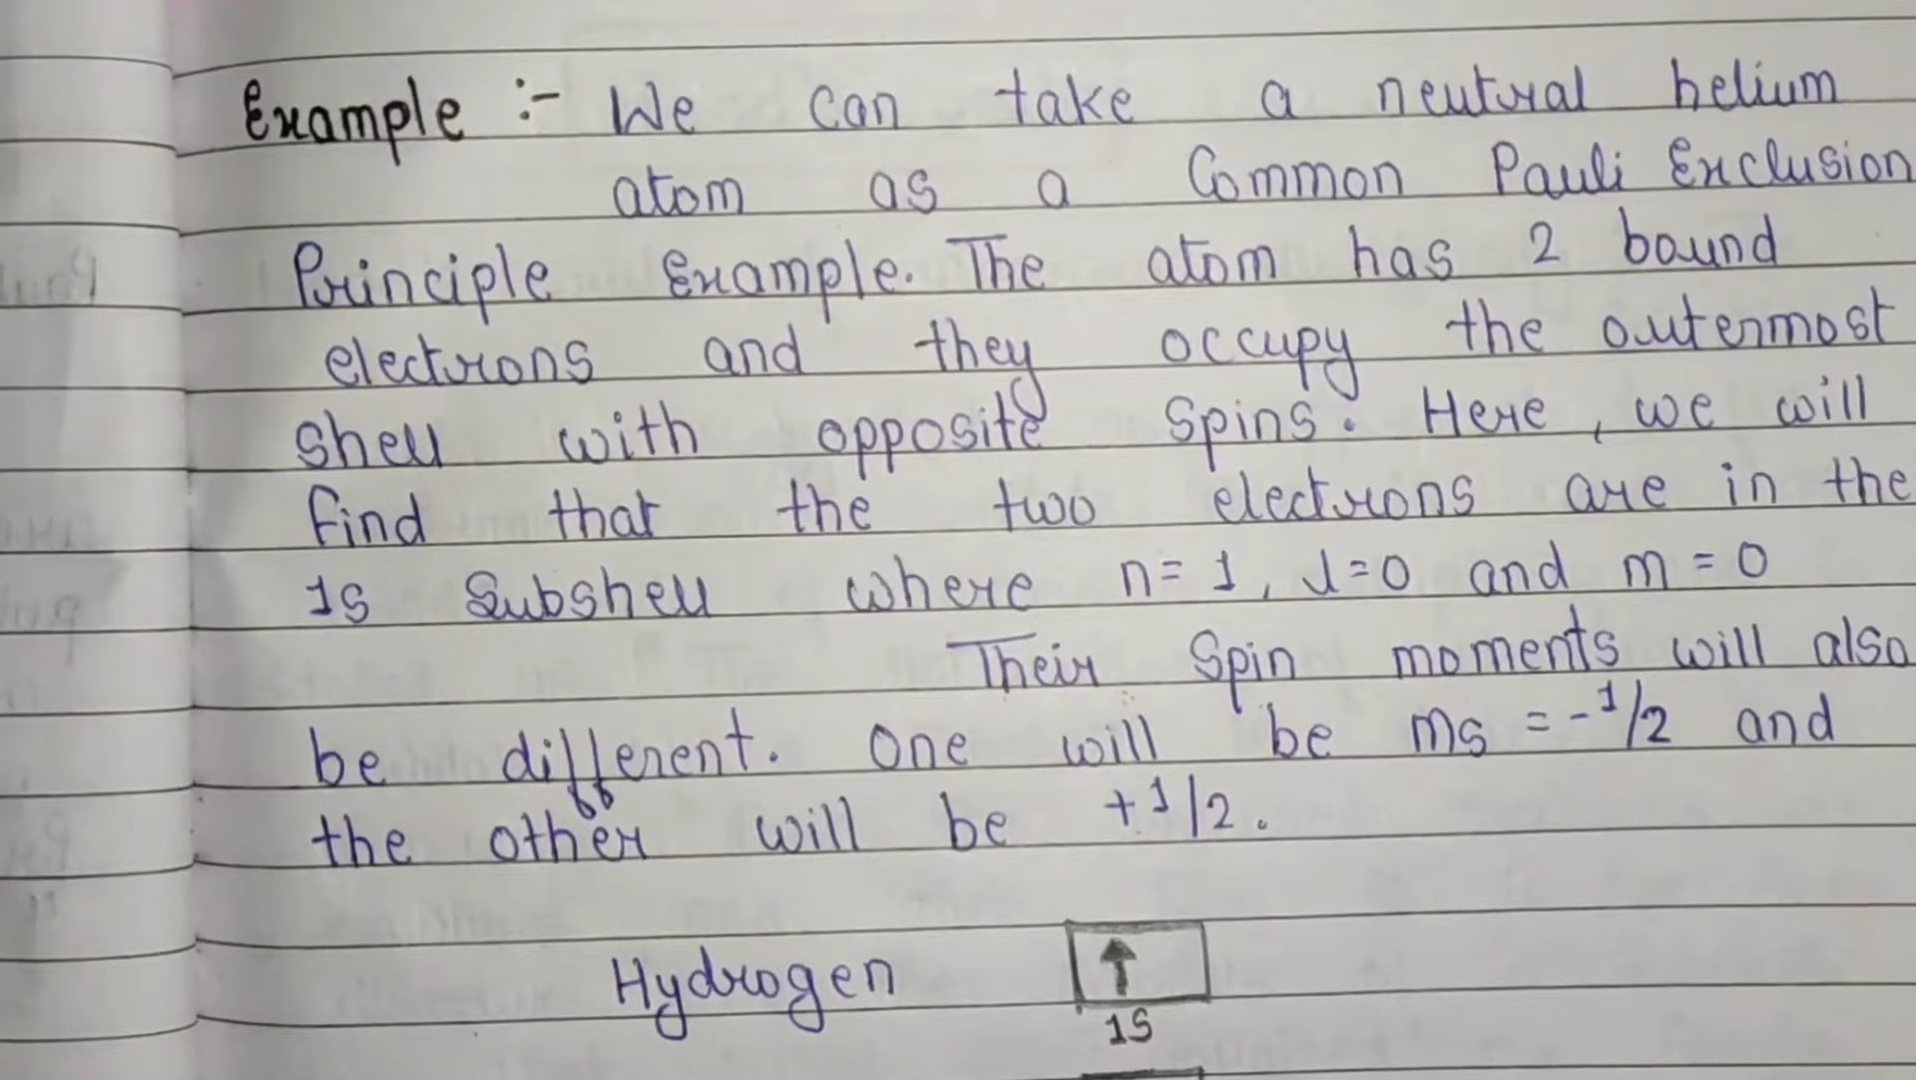 Example :- We can take a neutral helium
atom as a Common Pauli Exclusion
Principle Example. The atom has 2 bound
electrons and they occupy the outermost
shell with opposite spins. Here, we will
find that the two electrons are in the
1s Subshell where n = 1, l = 0 and m = 0
Their Spin moments will also
be different. One will be ms = -1/2 and
the other will be +1/2.
Hydrogen ↑
1S